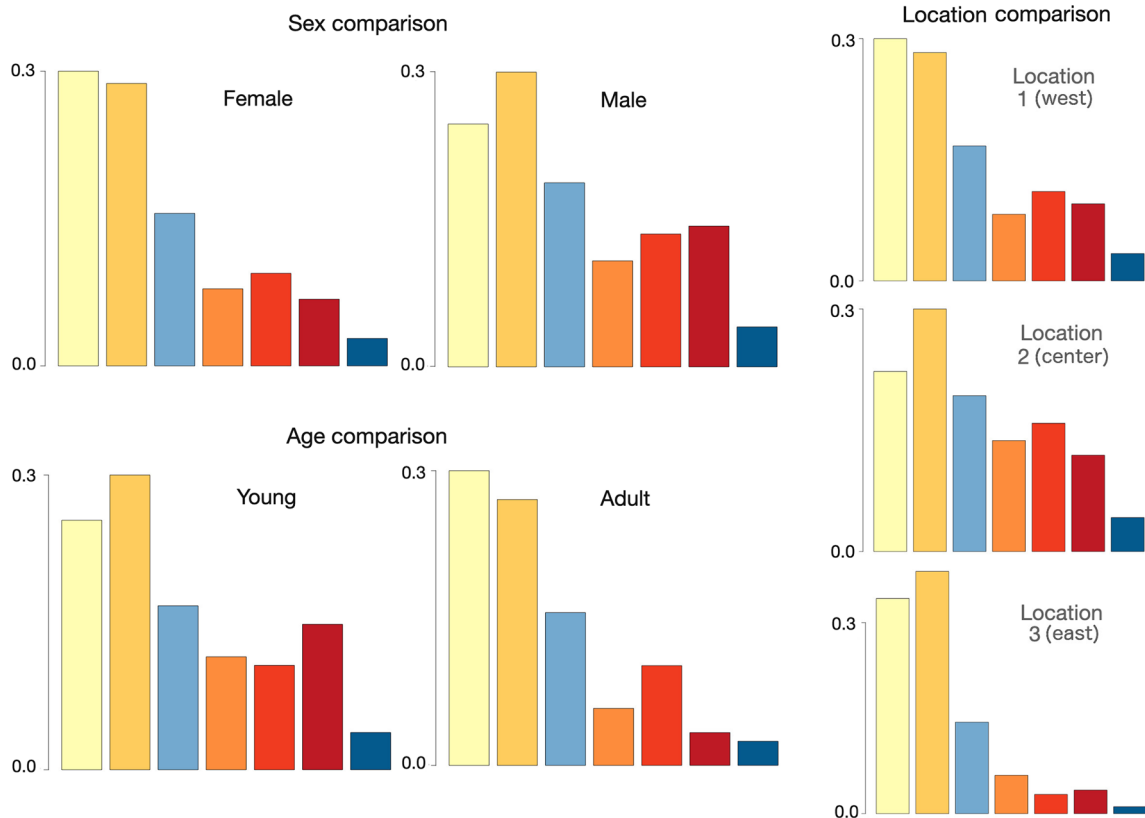 Sex comparison
0.3
Female
0.0
0.3
Male
0.0
Age comparison
0.3
Young
0.0
0.3
Adult
0.0
Location comparison
0.3
Location
1 (west)
0.0
0.3
Location
2 (center)
0.0
0.3
Location
3 (east)
0.0